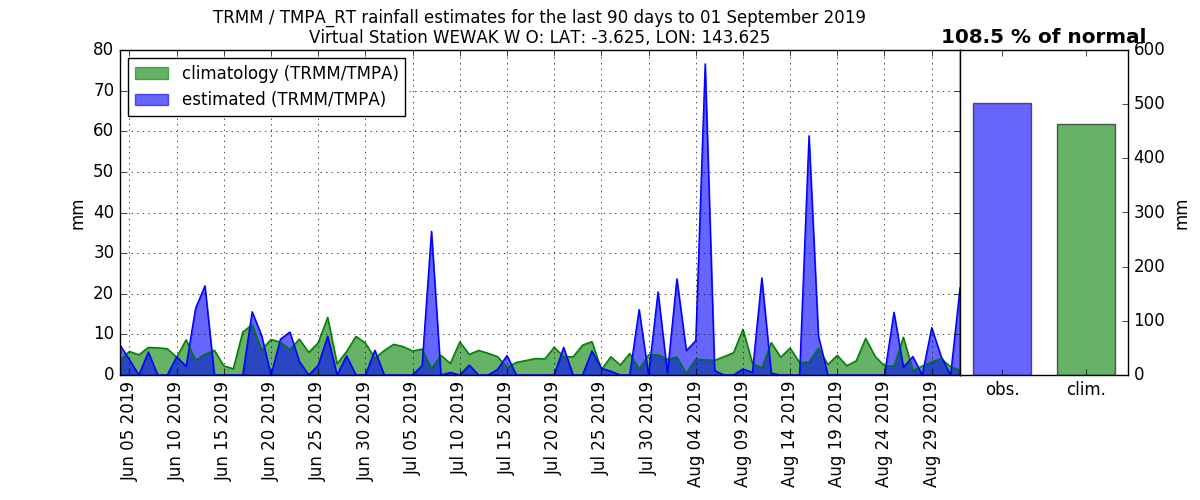 TRMM / TMPA_RT rainfall estimates for the last 90 days to 01 September 2019
Virtual Station WEWAK W O: LAT: -3.625, LON: 143.625
108.5 % of normal
climatology (TRMM/TMPA)
estimated (TRMM/TMPA)
80
70
60
50
40
30
20
10
0
mm
Jun 05 2019
Jun 10 2019
Jun 15 2019
Jun 20 2019
Jun 25 2019
Jun 30 2019
Jul 05 2019
Jul 10 2019
Jul 15 2019
Jul 20 2019
Jul 25 2019
Jul 30 2019
Aug 04 2019
Aug 09 2019
Aug 14 2019
Aug 19 2019
Aug 24 2019
Aug 29 2019
600
500
400
300
200
100
0
mm
obs.
clim.